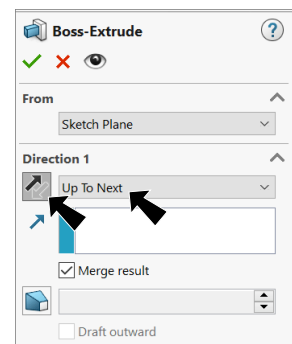 Boss-Extrude
?
From
Sketch Plane
Direction 1
Up To Next
Merge result
Draft outward